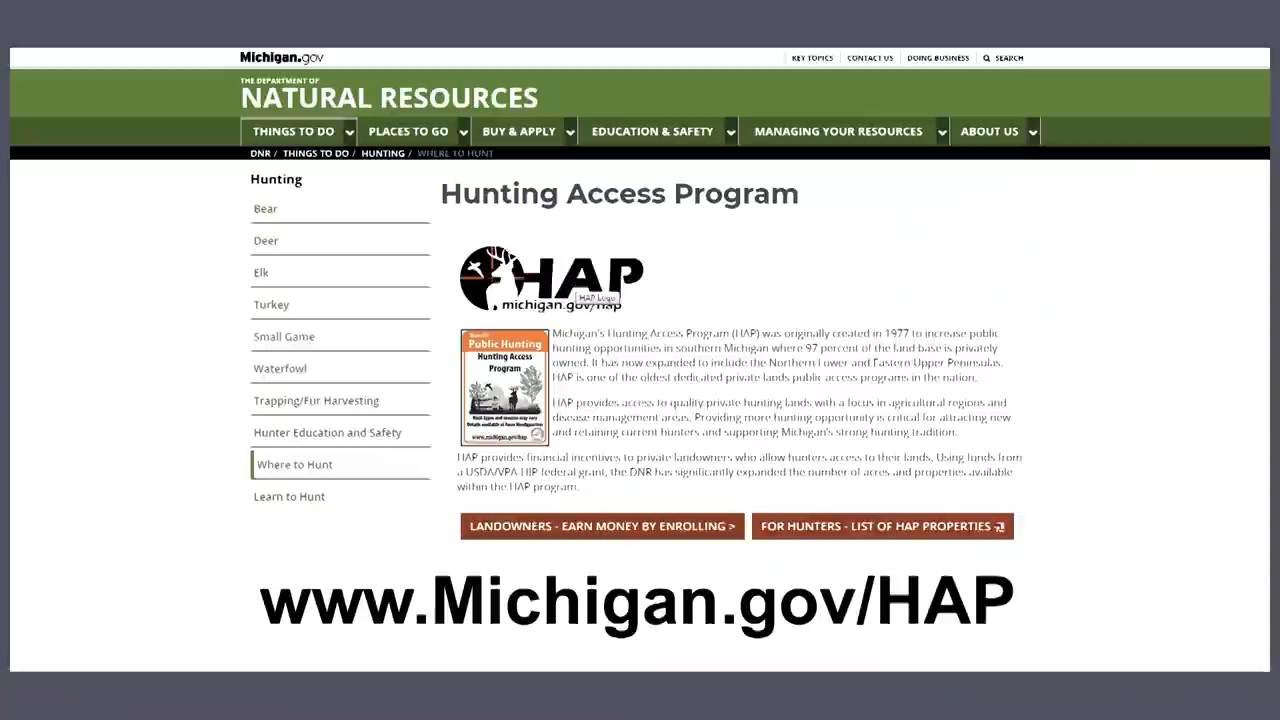 Michigan.gov
KEY TOPICS CONTACT US DOING BUSINESS SEARCH
THE DEPARTMENT OF
NATURAL RESOURCES
THINGS TO DO PLACES TO GO BUY & APPLY EDUCATION & SAFETY MANAGING YOUR RESOURCES ABOUT US
DNR / THINGS TO DO / HUNTING / WHERE TO HUNT
Hunting
Bear
Deer
Elk
Turkey
Small Game
Waterfowl
Trapping/Fur Harvesting
Hunter Education and Safety
Where to Hunt
Learn to Hunt
Hunting Access Program
HAP
HAP Logo
michigan.gov/hap
Public Hunting
Hunting Access
Program
www.michigan.gov/hap
Michigan's Hunting Access Program (HAP) was originally created in 1977 to increase public
hunting opportunities in southern Michigan where 97 percent of the land base is privately
owned. It has now expanded to include the Northern Lower and Eastern Upper Peninsulas.
HAP is one of the oldest dedicated private lands public access programs in the nation.
HAP provides access to quality private hunting lands with a focus in agricultural regions and
disease management areas. Providing more hunting opportunity is critical for attracting new
and retaining current hunters and supporting Michigan's strong hunting tradition.
HAP provides financial incentives to private landowners who allow hunters access to their lands. Using funds from
a USDA/VPA HIP federal grant, the DNR has significantly expanded the number of acres and properties available
within the HAP program.
LANDOWNERS - EARN MONEY BY ENROLLING >
FOR HUNTERS - LIST OF HAP PROPERTIES
www.Michigan.gov/HAP